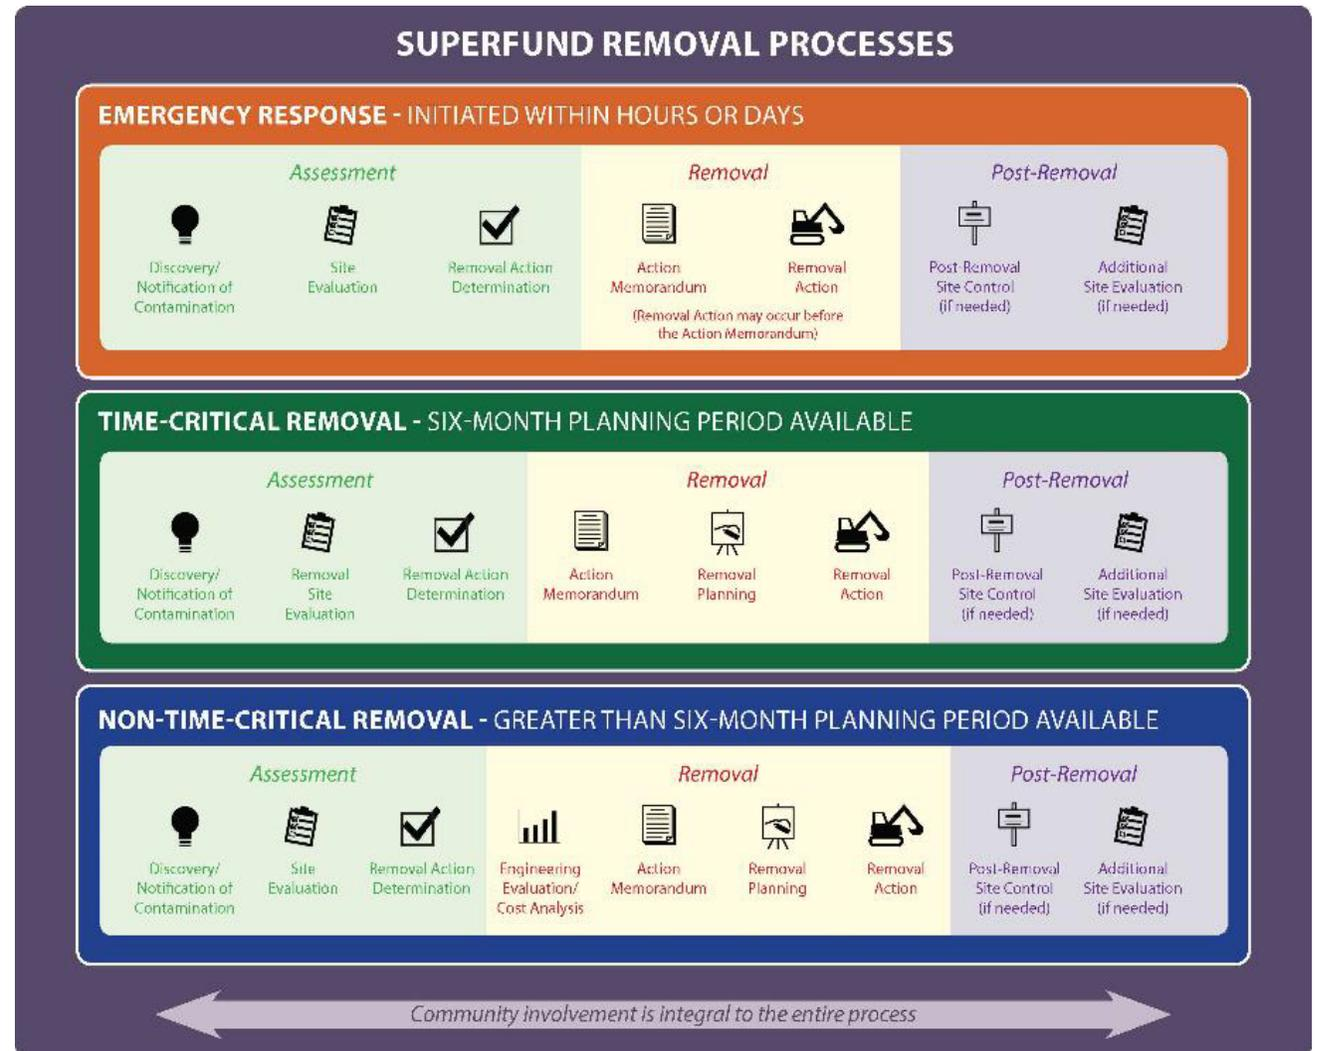 SUPERFUND REMOVAL PROCESSES
EMERGENCY RESPONSE - INITIATED WITHIN HOURS OR DAYS
Assessment
Discovery/
Notification of
Contamination
Site
Evaluation
Removal Action
Determination
Removal
Action
Memorandum
Removal
Action
(Removal Action may occur before
the Action Memorandum)
Post-Removal
Post-Removal
Site Control
(if needed)
Additional
Site Evaluation
(if needed)
TIME-CRITICAL REMOVAL - SIX-MONTH PLANNING PERIOD AVAILABLE
Assessment
Discovery/
Notification of
Contamination
Removal
Site
Evaluation
Removal Action
Determination
Removal
Action
Memorandum
Removal
Planning
Removal
Action
Post-Removal
Post-Removal
Site Control
(if needed)
Additional
Site Evaluation
(if needed)
NON-TIME-CRITICAL REMOVAL - GREATER THAN SIX-MONTH PLANNING PERIOD AVAILABLE
Assessment
Discovery/
Notification of
Contamination
Site
Evaluation
Removal Action
Determination
Removal
Engineering
Evaluation/
Cost Analysis
Action
Memorandum
Removal
Planning
Removal
Action
Post-Removal
Post-Removal
Site Control
(if needed)
Additional
Site Evaluation
(if needed)
Community involvement is integral to the entire process